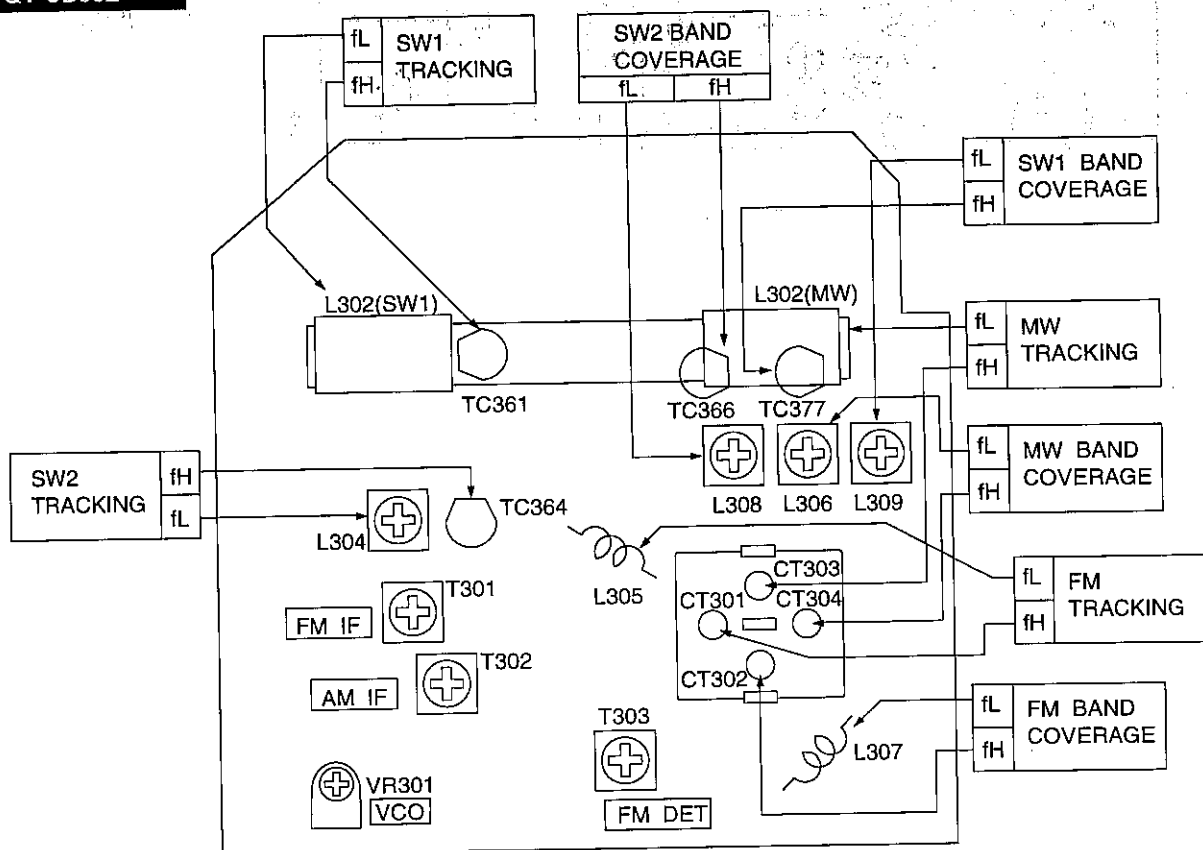 fL
SW1
TRACKING
fH
SW2 BAND
COVERAGE
fL
fH
fL
SW1 BAND
COVERAGE
fH
L302(SW1)
L302(MW)
fL
MW
TRACKING
fH
TC361
TC366
TC377
fL
MW BAND
COVERAGE
fH
SW2
TRACKING
fH
fL
L308
L306
L309
L304
TC364
L305
CT303
CT301
CT304
CT302
fL
FM
TRACKING
fH
T301
FM IF
T302
AM IF
T303
FM DET
L307
fL
FM BAND
COVERAGE
fH
VR301
VCO